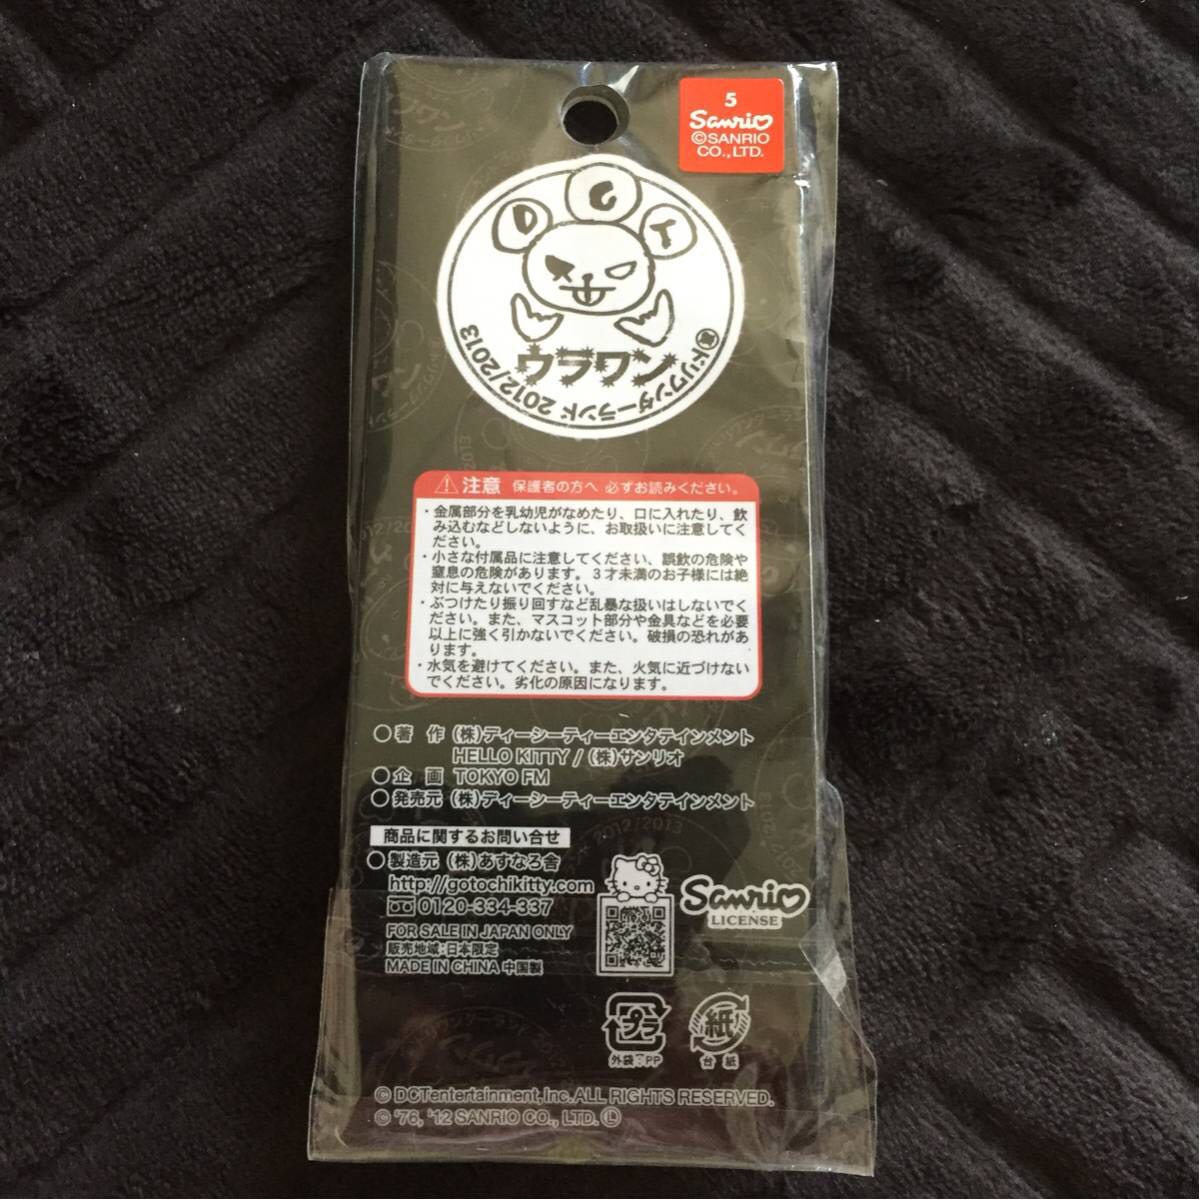 5
Sanrio
©SANRIO
CO.,LTD.
D C T
ウラワン
裏ドリワンダーランド 2012/2013
⚠注意 保護者の方へ 必ずお読みください。
・金属部分を乳幼児がなめたり、口に入れたり、飲
み込むなどしないように、お取扱いに注意してく
ださい。
・小さな付属品に注意してください、誤飲の危険や
窒息の危険があります。3才未満のお子様には絶
対に与えないでください。
・ぶつけたり振り回すなど乱暴な扱いはしないでく
ださい。また、マスコット部分や金具などを必要
以上に強く引かないでください。破損の恐れがあ
ります。
・水気を避けてください。また、火気に近づけない
でください。劣化の原因になります。
○著 作 (株)ディーシーティーエンタテインメント
HELLO KITTY / (株)サンリオ
○企 画 TOKYO FM
○発売元 (株)ディーシーティーエンタテインメント
商品に関するお問い合せ
○製造元 (株)あすなろ舎
http://gotochikitty.com
0120-334-337
FOR SALE IN JAPAN ONLY
販売地域:日本限定
MADE IN CHINA 中国製
Sanrio
LICENSE
プラ
外袋:PP
紙
台 紙
© DCTentertainment, Inc. ALL RIGHTS RESERVED.
© '76, '12 SANRIO CO., LTD. Ⓛ